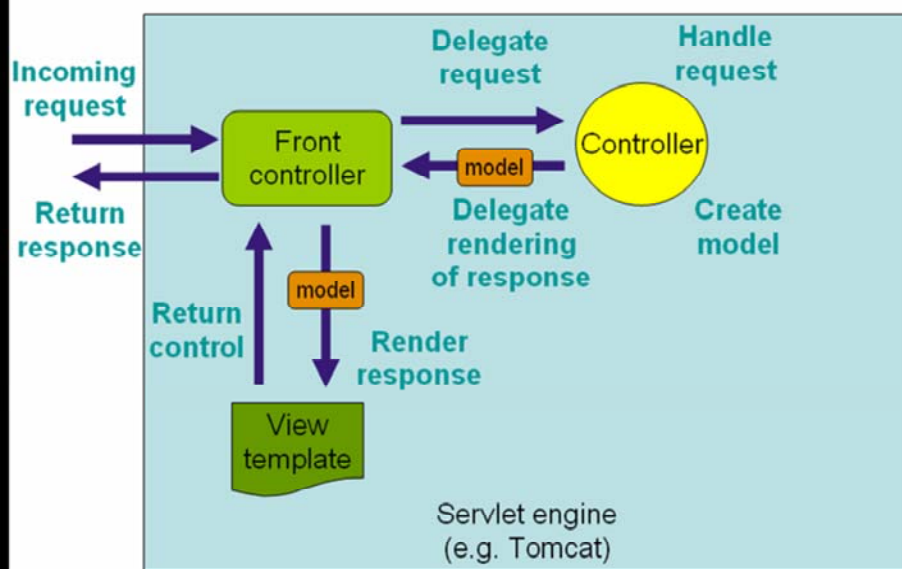 Incoming
request
Return
response
Front
controller
Delegate
request
Handle
request
Controller
model
Delegate
rendering
of response
Create
model
model
Return
control
Render
response
View
template
Servlet engine
(e.g. Tomcat)